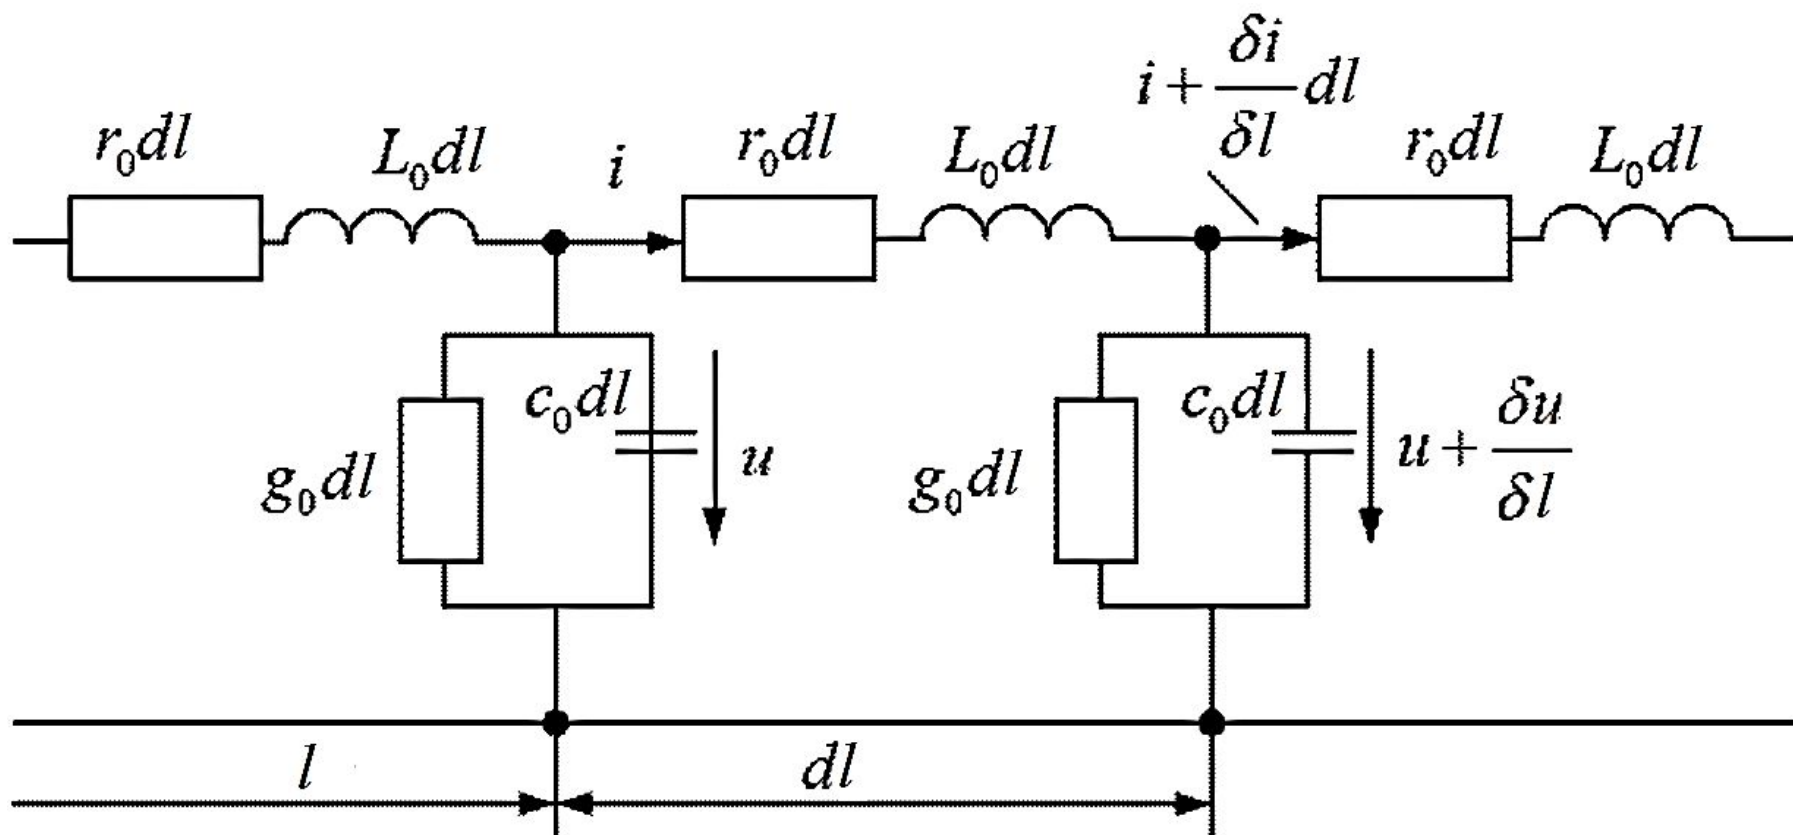 i + δi/δl dl
r₀dl
L₀dl
i
r₀dl
L₀dl
r₀dl
L₀dl
g₀dl
c₀dl
u
g₀dl
c₀dl
u + δu/δl
l
dl